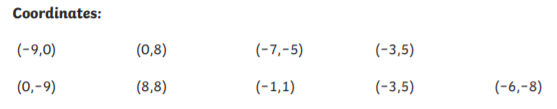 Coordinates:
(-9,0) (0,8) (-7,-5) (-3,5)
(0,-9) (8,8) (-1,1) (-3,5) (-6,-8)